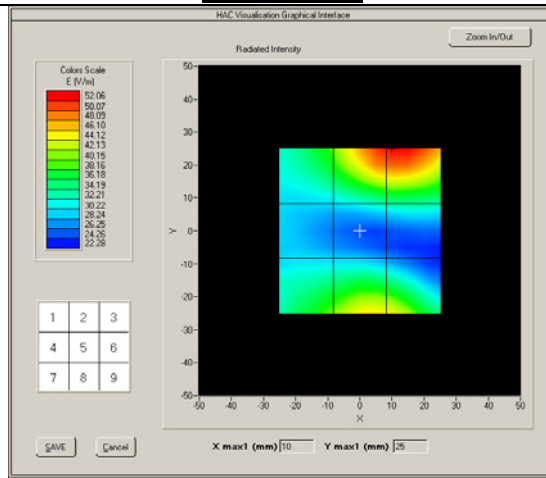 HAC Visualisation Graphical Interface
Zoom In/Out
Radiated Intensity
Colors Scale
E (V/m)
52.06
50.07
48.09
46.10
44.12
42.13
40.15
38.16
36.18
34.19
32.21
30.22
28.24
26.25
24.26
22.28
50
40
30
20
10
Y
0
-10
-20
-30
-40
-50
-50 -40 -30 -20 -10 0 10 20 30 40 50
X
1 2 3
4 5 6
7 8 9
SAVE Cancel
X max1 (mm) 10 Y max1 (mm) 25